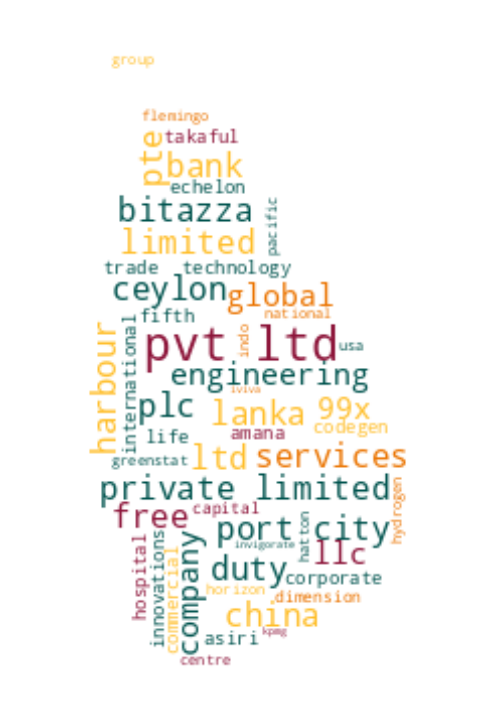 group
flemingo
takaful
pte
bank
echelon
bitazza
pacific
limited
trade technology
ceylon
global
fifth
national
harbour
international
pvt ltd
indo
usa
engineering
iviva
plc
lanka
99x
codegen
life
amana
greenstat
ltd
services
private limited
hydrogen
free
capital
port city
hatton
invigorate
llc
hospital
innovations
commercial
company
duty
corporate
horizon
dimension
china
asiri
kpmg
centre